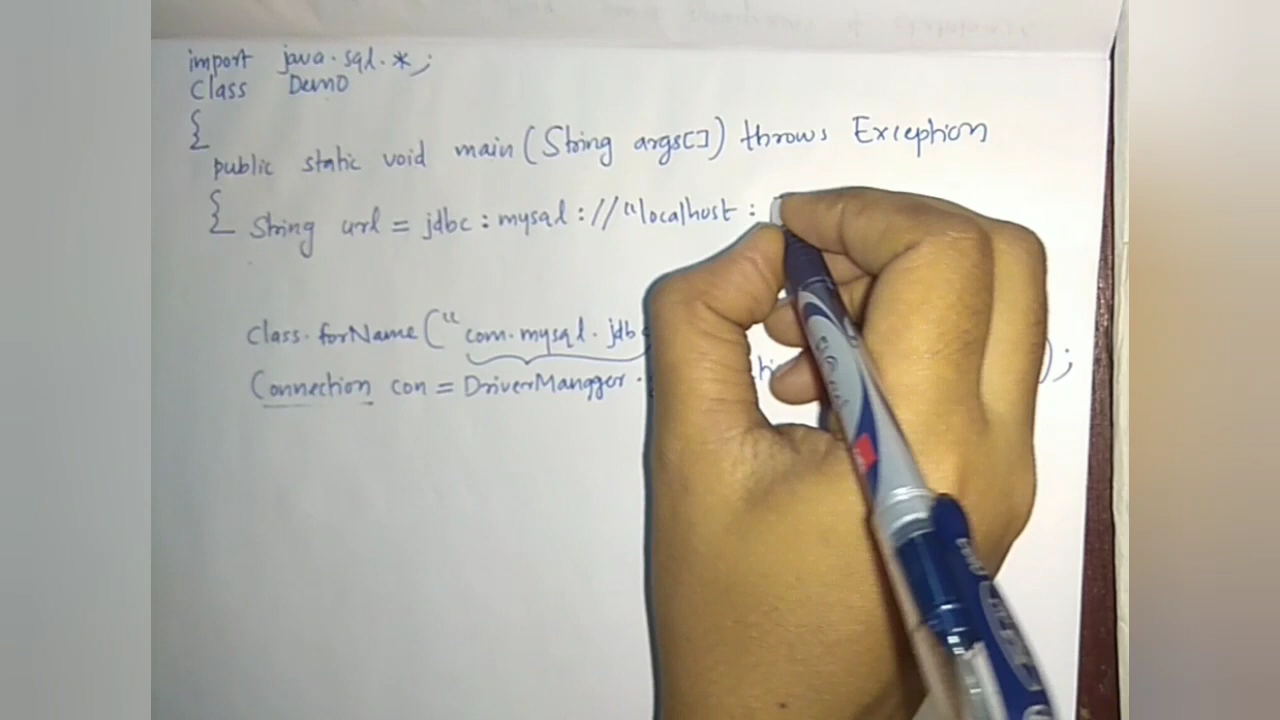 import java.sql.*;
Class Demo
{
public static void main(String args[]) throws Exception
{ String url = jdbc:mysql://"localhost:
class.forName("com.mysql.jdbc
Connection con = DriverMangger. );